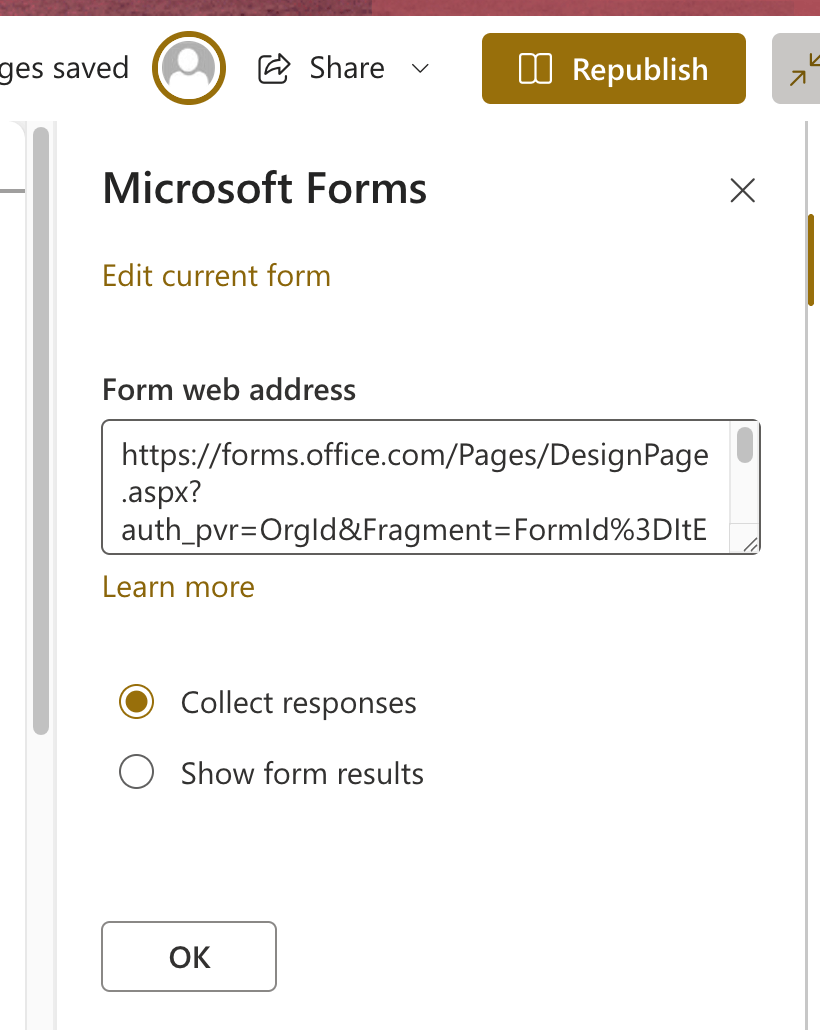 ges saved
Share
Republish
Microsoft Forms
Edit current form
Form web address
https://forms.office.com/Pages/DesignPage
.aspx?
auth_pvr=OrgId&Fragment=FormId%3DItE
Learn more
Collect responses
Show form results
OK